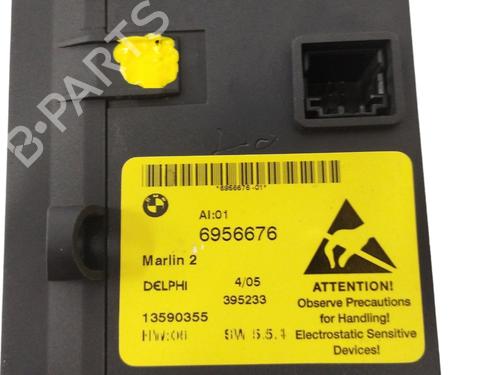 B-PARTS
*6956676-01*
AI:01
6956676
Marlin 2
DELPHI
4/05
395233
13590355
HW:06
SW 5.5.1
ATTENTION!
Observe Precautions
for Handling!
Electrostatic Sensitive
Devices!